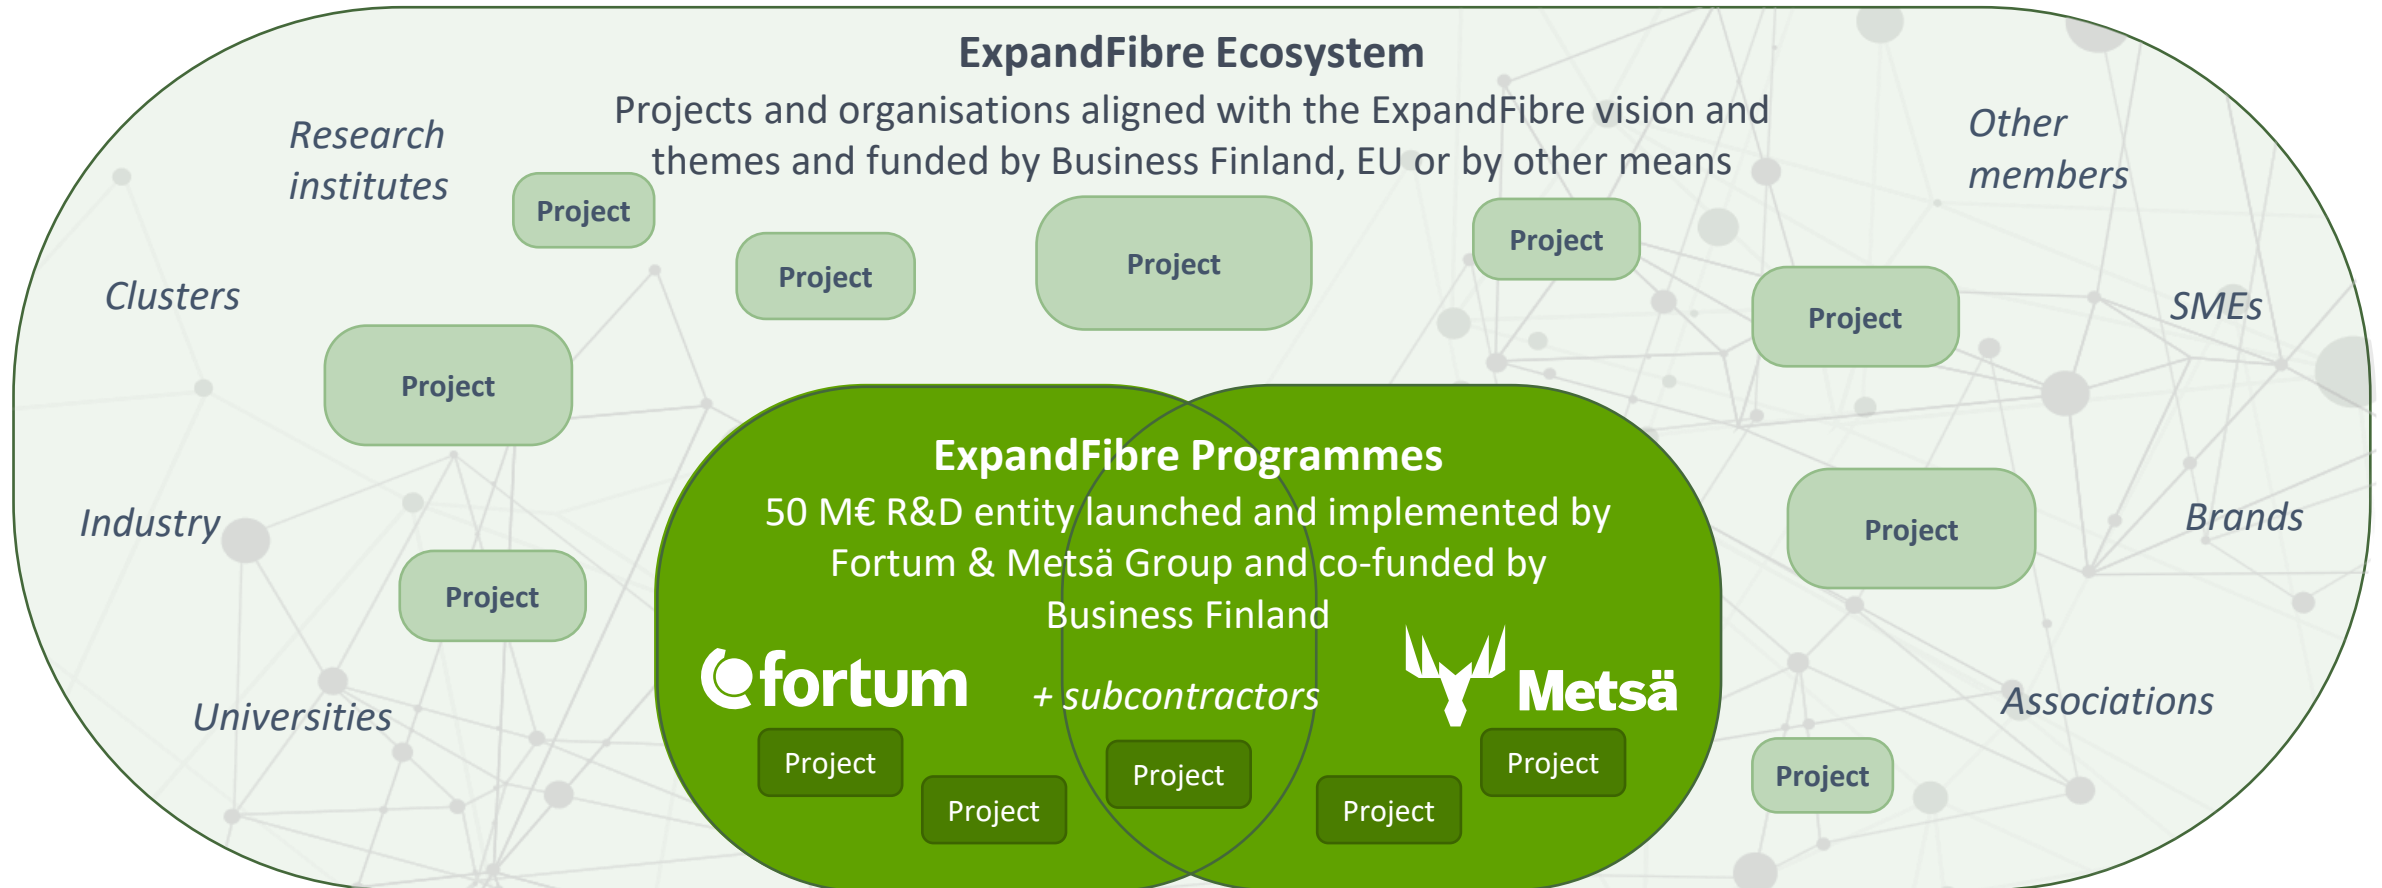 ExpandFibre Ecosystem
Projects and organisations aligned with the ExpandFibre vision and
themes and funded by Business Finland, EU or by other means
Research
institutes
Other
members
Project
Project
Project
Project
Clusters
Project
SMEs
Project
Industry
Project
Brands
Project
Universities
Associations
Project
ExpandFibre Programmes
50 M€ R&D entity launched and implemented by
Fortum & Metsä Group and co-funded by
Business Finland
fortum
+ subcontractors
Metsä
Project
Project
Project
Project
Project